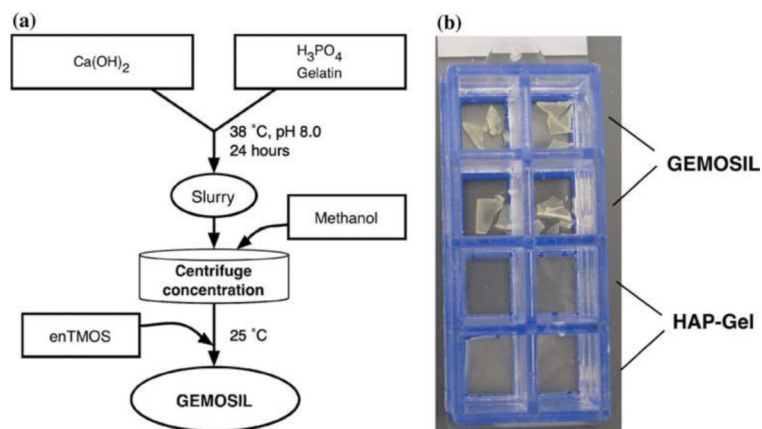 (a)
Ca(OH)₂
H₃PO₄
Gelatin
38 °C, pH 8.0
24 hours
Slurry
Methanol
Centrifuge
concentration
enTMOS
25 °C
GEMOSIL
(b)
GEMOSIL
HAP-Gel